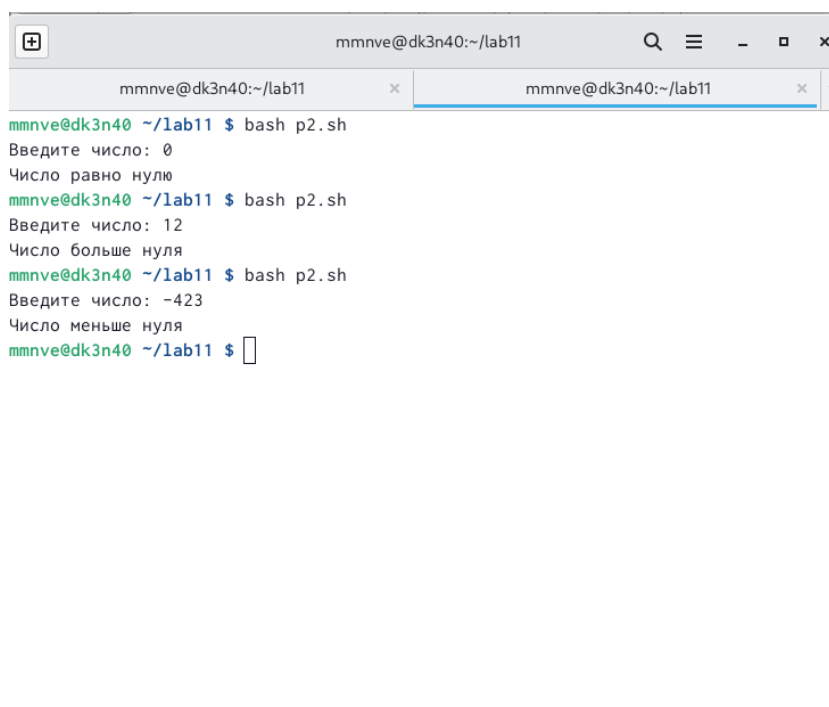 mmnve@dk3n40:~/lab11
mmnve@dk3n40:~/lab11 mmnve@dk3n40:~/lab11
mmnve@dk3n40 ~/lab11 $ bash p2.sh
Введите число: 0
Число равно нулю
mmnve@dk3n40 ~/lab11 $ bash p2.sh
Введите число: 12
Число больше нуля
mmnve@dk3n40 ~/lab11 $ bash p2.sh
Введите число: -423
Число меньше нуля
mmnve@dk3n40 ~/lab11 $